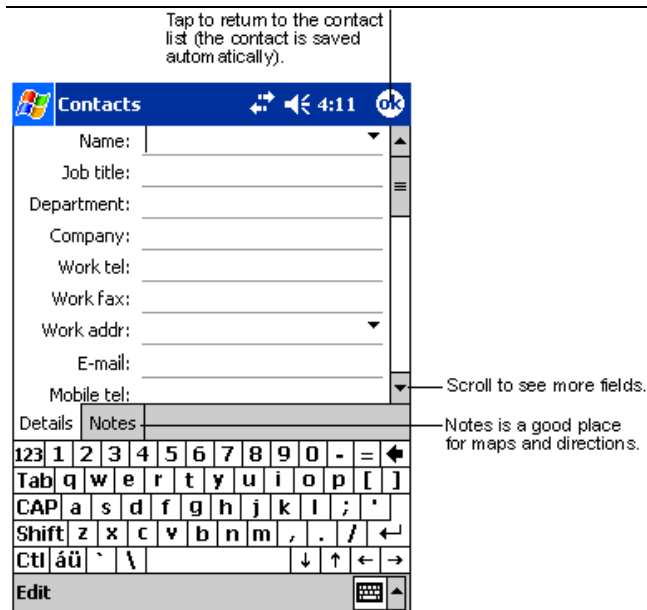 Tap to return to the contact
list (the contact is saved
automatically).
Contacts 4:11 ok
Name:
Job title:
Department:
Company:
Work tel:
Work fax:
Work addr:
E-mail:
Mobile tel:
Scroll to see more fields.
Details Notes
Notes is a good place
for maps and directions.
123 1 2 3 4 5 6 7 8 9 0 - = 
Tab q w e r t y u i o p [ ]
CAP a s d f g h j k l ; '
Shift z x c v b n m , . / ↵
Ctl áü ` \ ↓ ↑ ← →
Edit